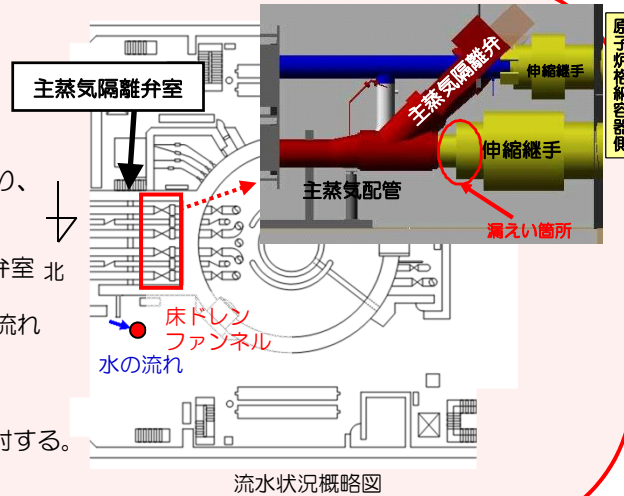 主蒸気隔離弁室
主蒸気隔離弁
伸縮継手
伸縮継手
主蒸気配管
漏えい箇所
原子炉格納容器側
り、
弁室
北
流れ
床ドレン
ファンネル
水の流れ
討する。
流水状況概略図